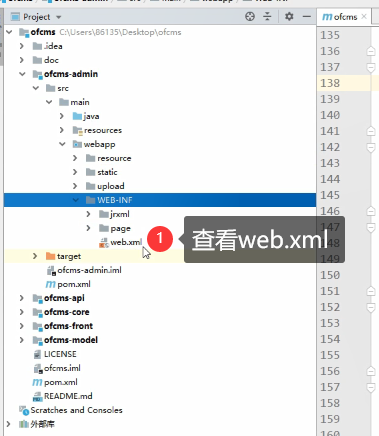 Project
ofcms
ofcms C:\Users\86135\Desktop\ofcms
.idea
doc
ofcms-admin
src
main
java
resources
webapp
resource
static
upload
WEB-INF
jrxml
page
web.xml
1 查看web.xml
target
ofcms-admin.iml
pom.xml
ofcms-api
ofcms-core
ofcms-front
ofcms-model
LICENSE
ofcms.iml
pom.xml
README.md
Scratches and Consoles
外部库
135
136
137
138
139
140
141
142
143
144
145
146
147
148
149
150
151
152
153
154
155
156
157
158
159
160